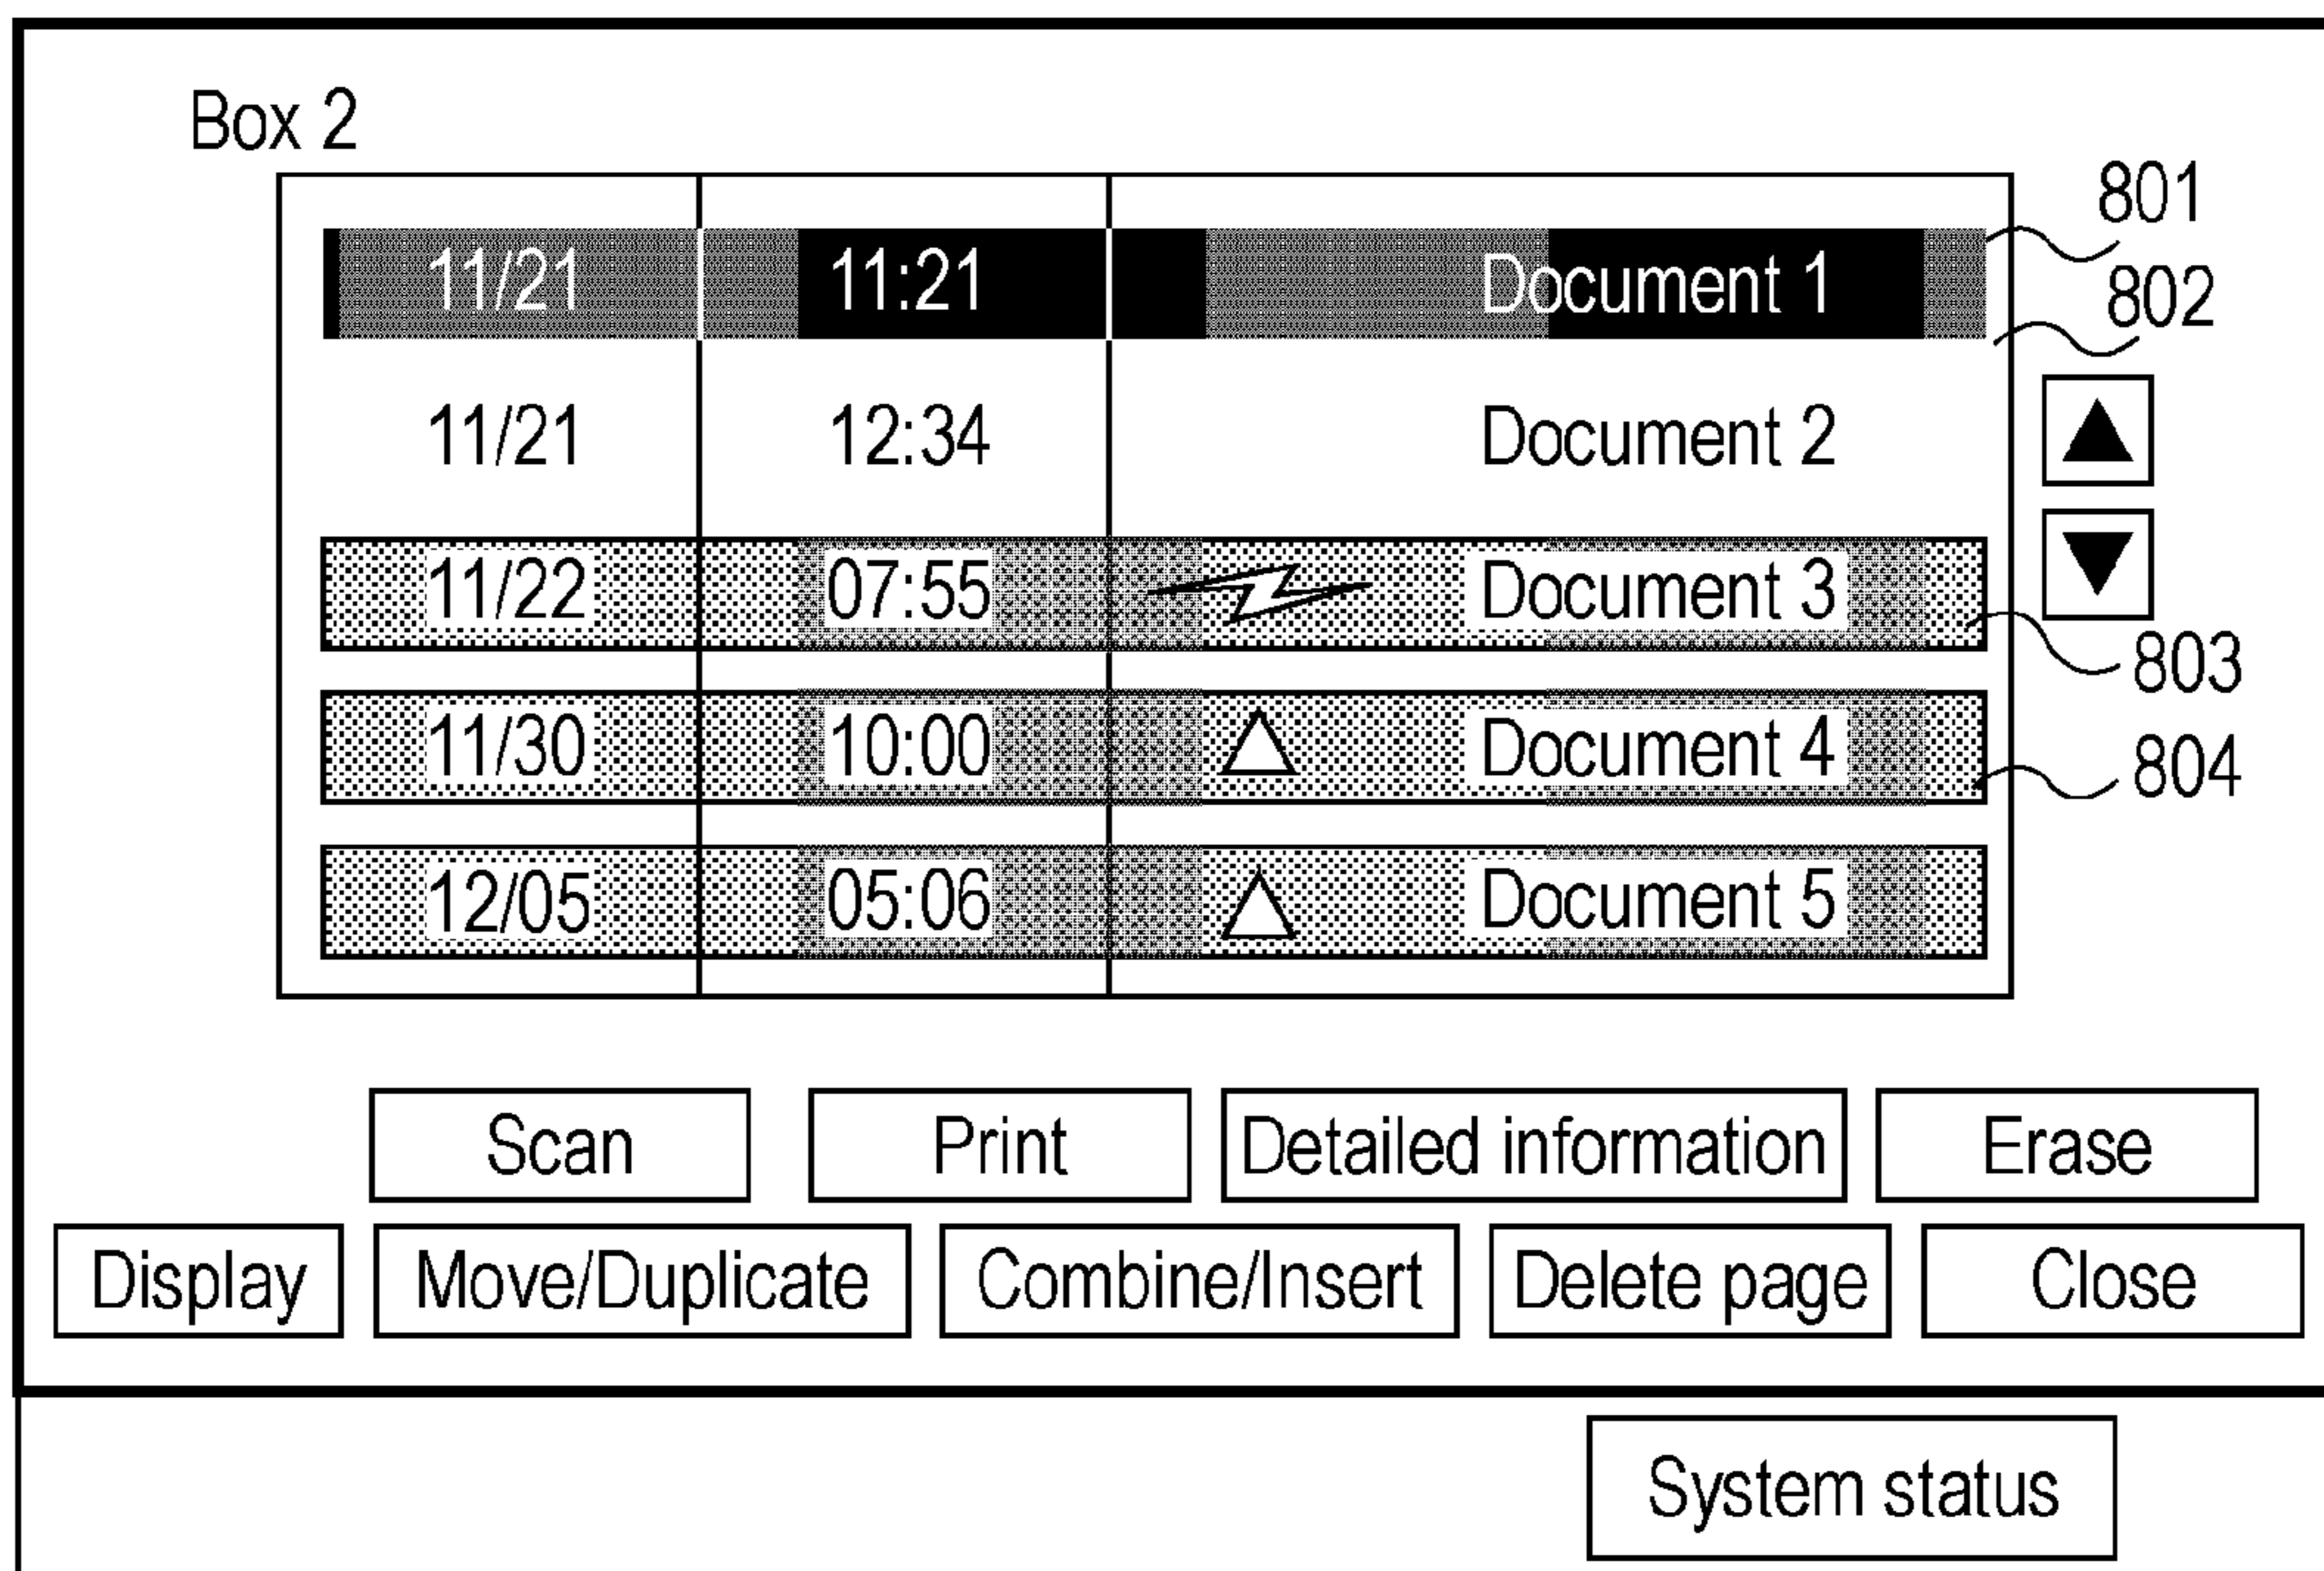 Box 2
801
11/21 11:21 Document 1
802
11/21 12:34 Document 2
11/22 07:55 Document 3
803
11/30 10:00 Document 4
804
12/05 05:06 Document 5
Scan Print Detailed information Erase
Display Move/Duplicate Combine/Insert Delete page Close
System status